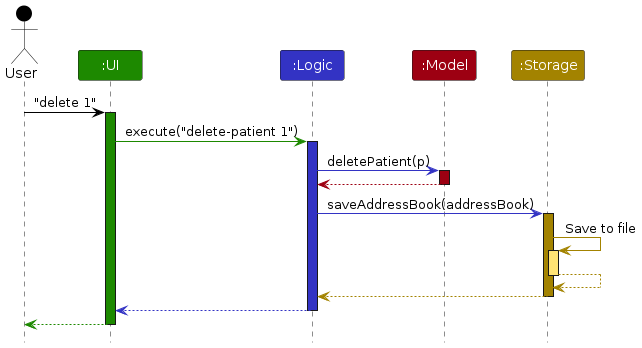 User
:UI
:Logic
:Model
:Storage
"delete 1"
execute("delete-patient 1")
deletePatient(p)
saveAddressBook(addressBook)
Save to file